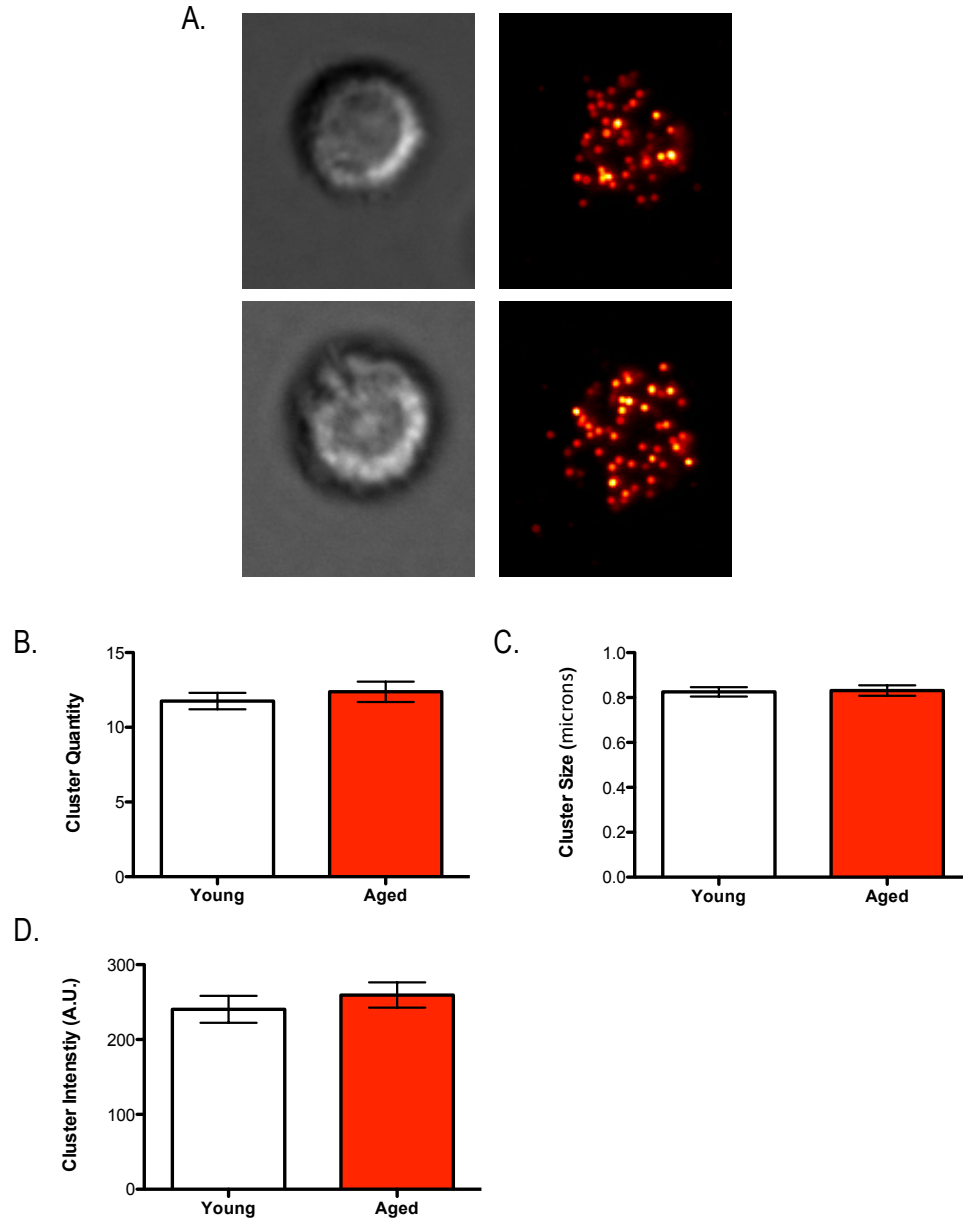 A.
B.
Cluster Quantity
15
10
5
0
Young Aged
C.
Cluster Size (microns)
1.0
0.8
0.6
0.4
0.2
0.0
Young Aged
D.
Cluster Intenstiy (A.U.)
300
200
100
0
Young Aged